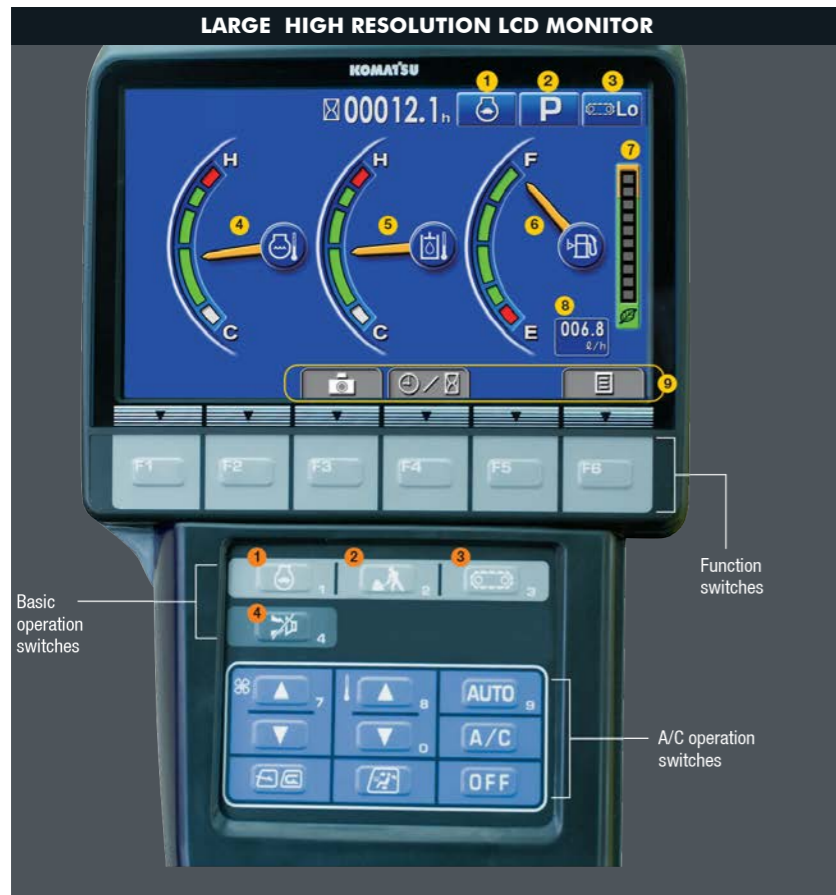 LARGE HIGH RESOLUTION LCD MONITOR
KOMATSU
1 2 3
00012.1h P Lo
H H F 7
4 5 6
8
C C E 006.8
ℓ/h
9
F1 F2 F3 F4 F5 F6
Function
switches
1 2 3
1 2 3
Basic
operation
switches
4
4
7 8 AUTO 9
0 A/C
A/C operation
switches
OFF